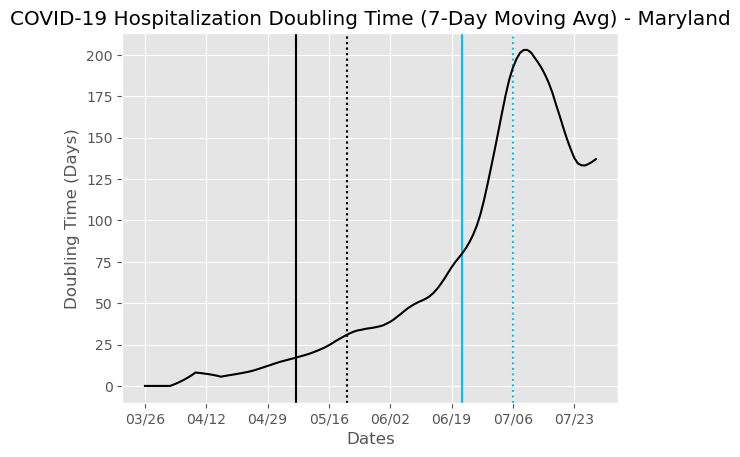 COVID-19 Hospitalization Doubling Time (7-Day Moving Avg) - Maryland
200
175
150
125
100
75
50
25
0
Doubling Time (Days)
03/26 04/12 04/29 05/16 06/02 06/19 07/06 07/23
Dates